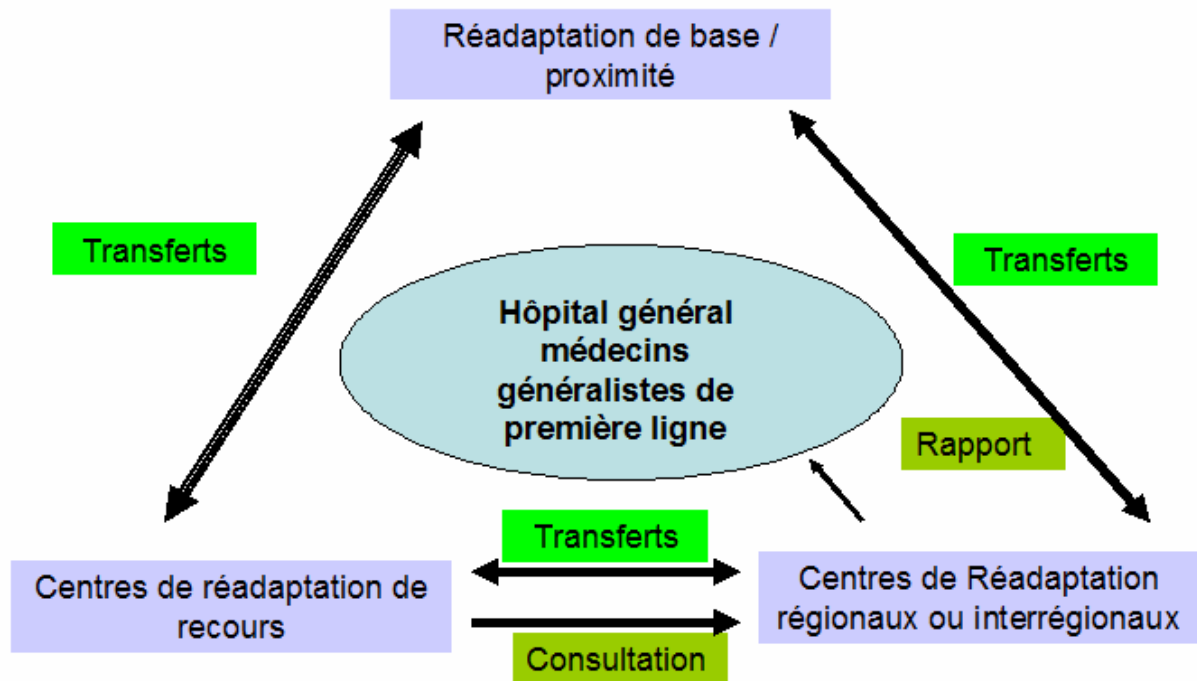 Réadaptation de base /
proximité
Transferts
Transferts
Hôpital général
médecins
généralistes de
première ligne
Rapport
Transferts
Centres de réadaptation de
recours
Centres de Réadaptation
régionaux ou interrégionaux
Consultation